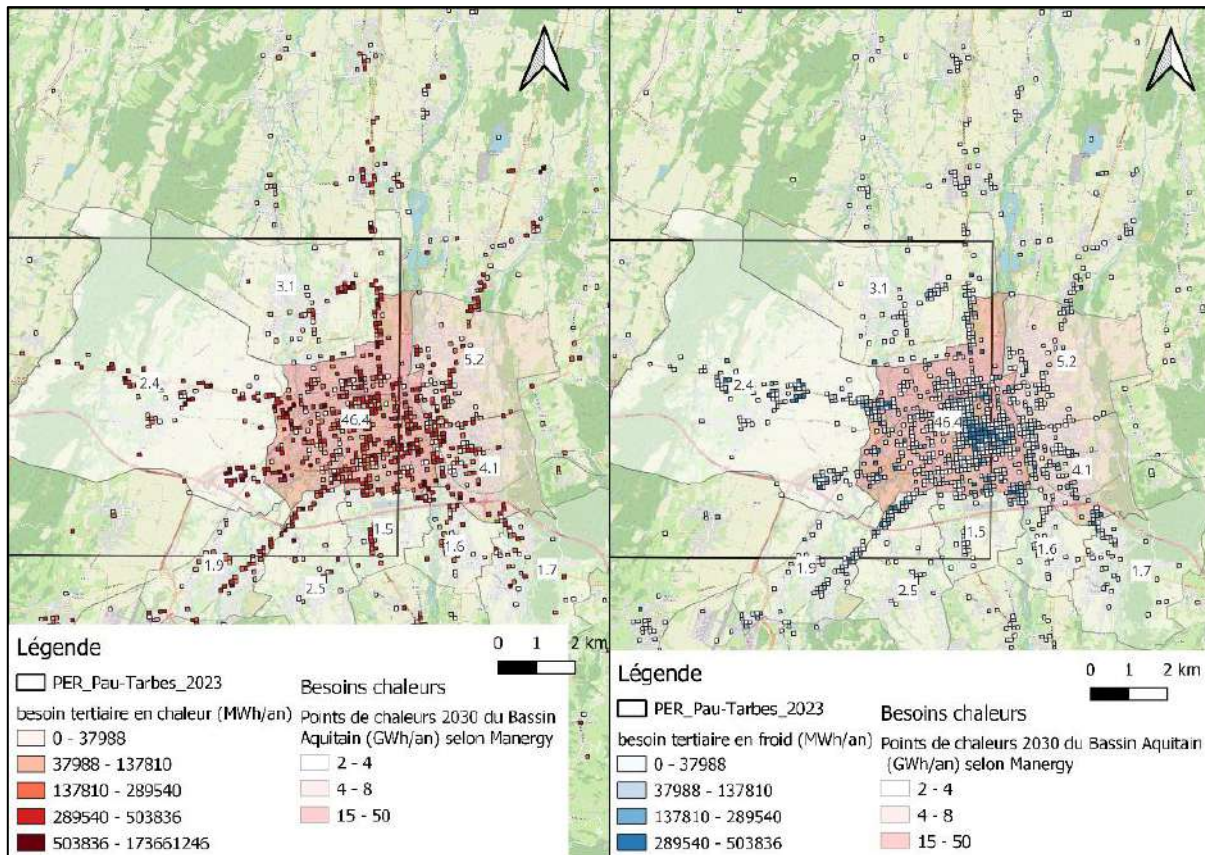 3.1
5.2
2.4
46.4
4.1
1.5
1.6
1.9
1.7
2.5
Légende
0 1 2 km
PER_Pau-Tarbes_2023
besoin tertiaire en chaleur (MWh/an)
0 - 37988
37988 - 137810
137810 - 289540
289540 - 503836
503836 - 173661246
Besoins chaleurs
Points de chaleurs 2030 du Bassin
Aquitain (GWh/an) selon Manergy
2 - 4
4 - 8
15 - 50
3.1
5.2
2.4
46.4
4.1
1.5
1.6
1.9
1.7
2.5
Légende
0 1 2 km
PER_Pau-Tarbes_2023
besoin tertiaire en froid (MWh/an)
0 - 37988
37988 - 137810
137810 - 289540
289540 - 503836
Besoins chaleurs
Points de chaleurs 2030 du Bassin Aquitain
(GWh/an) selon Manergy
2 - 4
4 - 8
15 - 50